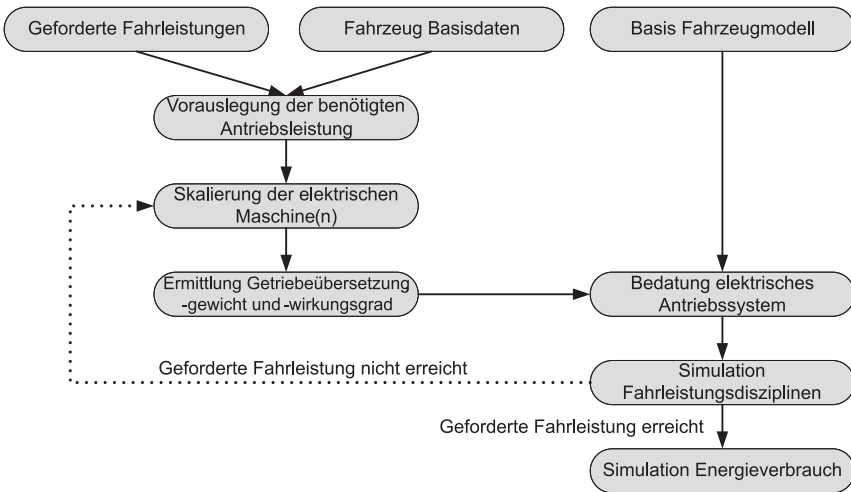 Geforderte Fahrleistungen
Fahrzeug Basisdaten
Basis Fahrzeugmodell
Vorauslegung der benötigten
Antriebsleistung
Skalierung der elektrischen
Maschine(n)
Ermittlung Getriebeübersetzung
-gewicht und -wirkungsgrad
Bedatung elektrisches
Antriebssystem
Geforderte Fahrleistung nicht erreicht
Simulation
Fahrleistungsdisziplinen
Geforderte Fahrleistung erreicht
Simulation Energieverbrauch